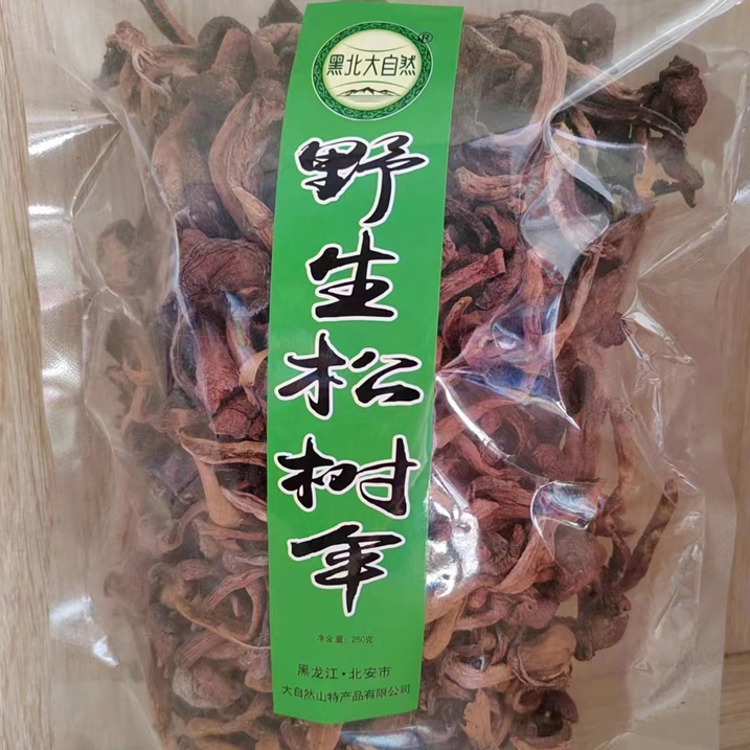 黑北大自然®
野生松树伞
净含量：250克
黑龙江·北安市
大自然山特产品有限公司